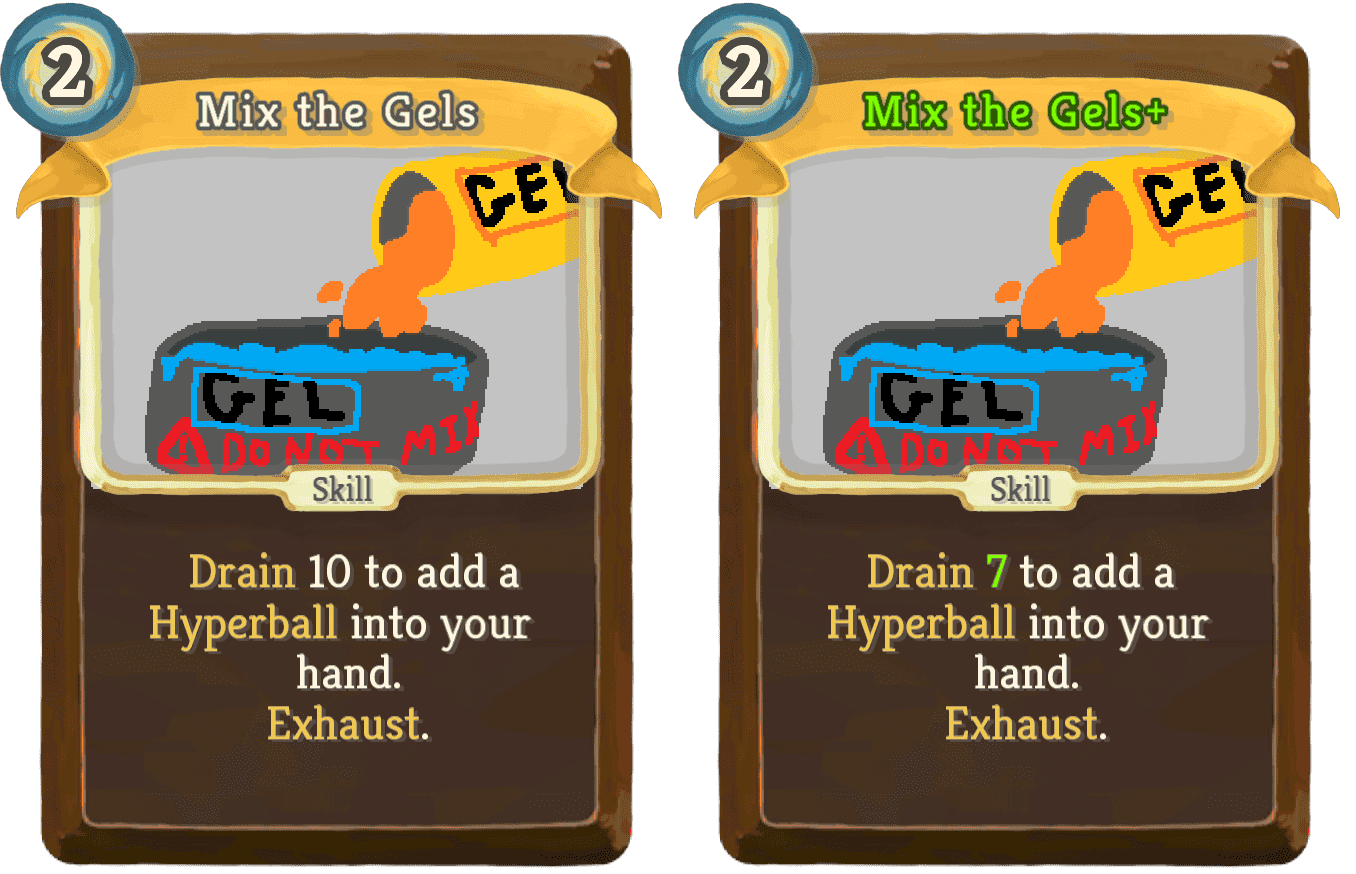 2
Mix the Gels
GEL
GEL
DO NOT MIX
Skill
Drain 10 to add a
Hyperball into your
hand.
Exhaust.
2
Mix the Gels+
GEL
GEL
DO NOT MIX
Skill
Drain 7 to add a
Hyperball into your
hand.
Exhaust.